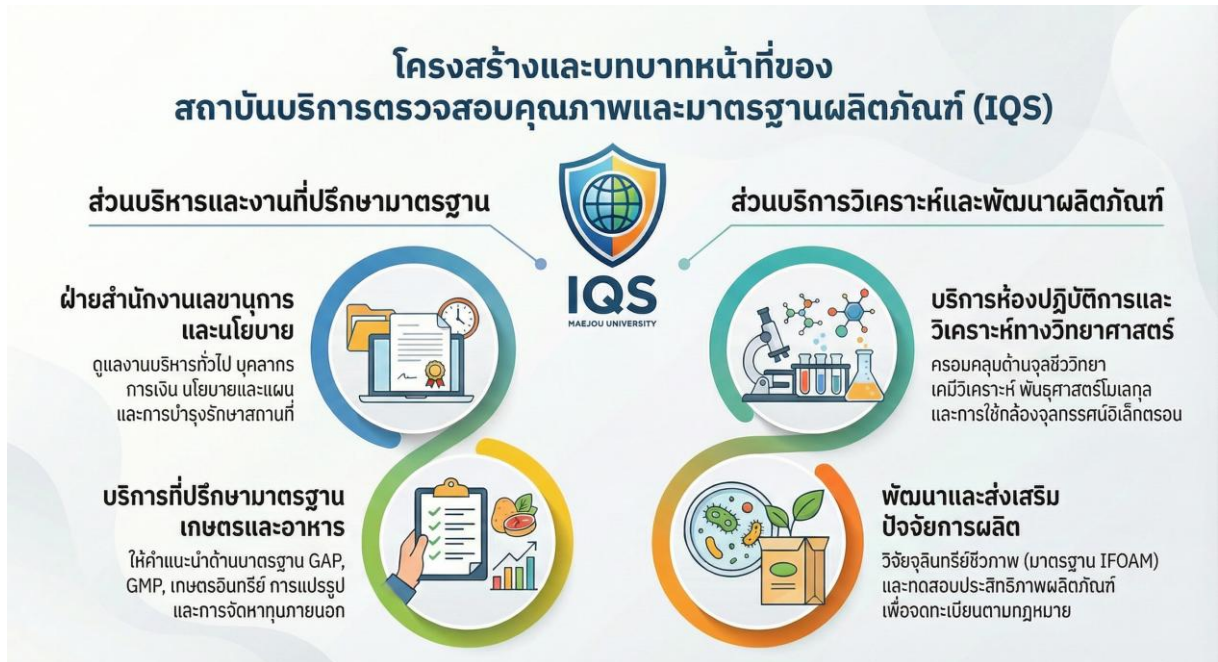 โครงสร้างและบทบาทหน้าที่ของ
สถาบันบริการตรวจสอบคุณภาพและมาตรฐานผลิตภัณฑ์ (IQS)
ส่วนบริหารและงานที่ปรึกษามาตรฐาน
ฝ่ายสำนักงานเลขานุการ
และนโยบาย
ดูแลงานบริหารทั่วไป บุคลากร
การเงิน นโยบายและแผน
และการบำรุงรักษาสถานที่
บริการที่ปรึกษามาตรฐาน
เกษตรและอาหาร
ให้คำแนะนำด้านบาตรฐาน GAP,
GMP, เกษตรอินทรีย์ การแปรรูป
และการจัดหาทุนภายนอก
IQS
MAEJOU UNIVERSITY
ส่วนบริการวิเคราะห์และพัฒนาผลิตภัณฑ์
บริการห้องปฏิบัติการและ
วิเคราะห์ทางวิทยาศาสตร์
ครอบคลุมด้านจุลชีววิทยา
เคมีวิเคราะห์ พันธุศาสตร์โมเลกุล
และการใช้กล้องจุลทรรศน์อิเล็กตรอน
พัฒนาและส่งเสริม
ปัจจัยการผลิต
วิจัยจุลินทรีย์ชีวภาพ (มาตรฐาน IFOAM)
และทดสอบประสิทธิภาพผลิตภัณฑ์
เพื่อจดทะเบียนตามกฎหมาย